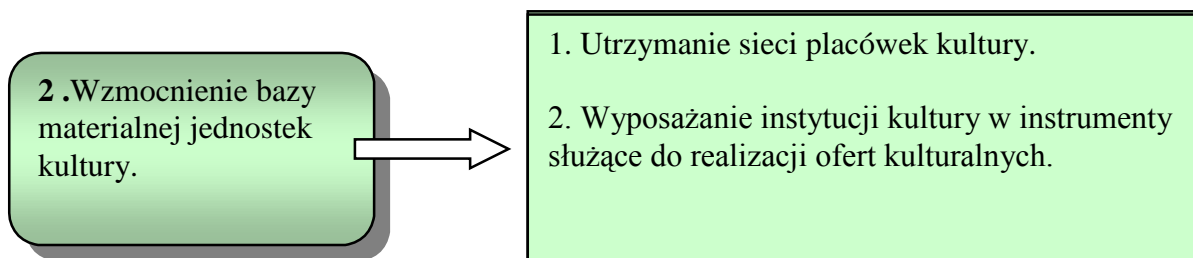 2 .Wzmocnienie bazy
materialnej jednostek
kultury.
1. Utrzymanie sieci placówek kultury.
2. Wyposażanie instytucji kultury w instrumenty
służące do realizacji ofert kulturalnych.